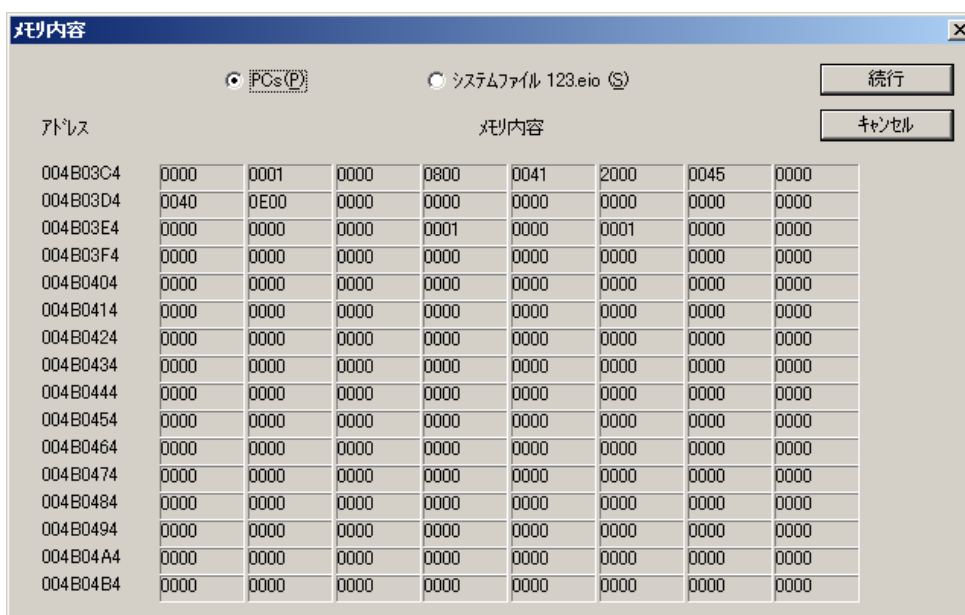 メモリ内容
PCs(P) システムファイル 123.eio (S) 続行
アドレス メモリ内容 キャンセル
004B03C4 0000 0001 0000 0800 0041 2000 0045 0000
004B03D4 0040 0E00 0000 0000 0000 0000 0000 0000
004B03E4 0000 0000 0000 0001 0000 0001 0000 0000
004B03F4 0000 0000 0000 0000 0000 0000 0000 0000
004B0404 0000 0000 0000 0000 0000 0000 0000 0000
004B0414 0000 0000 0000 0000 0000 0000 0000 0000
004B0424 0000 0000 0000 0000 0000 0000 0000 0000
004B0434 0000 0000 0000 0000 0000 0000 0000 0000
004B0444 0000 0000 0000 0000 0000 0000 0000 0000
004B0454 0000 0000 0000 0000 0000 0000 0000 0000
004B0464 0000 0000 0000 0000 0000 0000 0000 0000
004B0474 0000 0000 0000 0000 0000 0000 0000 0000
004B0484 0000 0000 0000 0000 0000 0000 0000 0000
004B0494 0000 0000 0000 0000 0000 0000 0000 0000
004B04A4 0000 0000 0000 0000 0000 0000 0000 0000
004B04B4 0000 0000 0000 0000 0000 0000 0000 0000